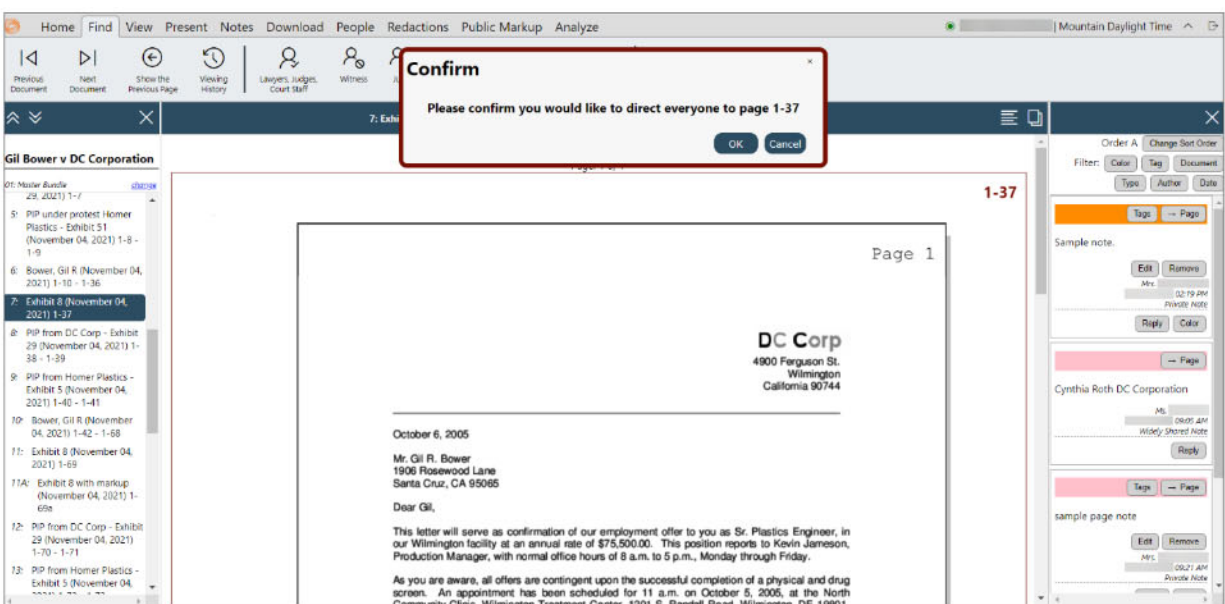 Home Find View Present Notes Download People Redactions Public Markup Analyze
| Mountain Daylight Time
Previous Document
Next Document
Show the Previous Page
Viewing History
Lawyers, Judges, Court Staff
Witness
Confirm
Please confirm you would like to direct everyone to page 1-37
OK Cancel
7: Exhi
Gil Bower v DC Corporation
01: Master Bundle change
29, 2021) 1-7
5: PIP under protest Homer
Plastics - Exhibit 51
(November 04, 2021) 1-8 -
1-9
6: Bower, Gil R (November 04,
2021) 1-10 - 1-36
7: Exhibit 8 (November 04,
2021) 1-37
8: PIP from DC Corp - Exhibit
29 (November 04, 2021) 1-
38 - 1-39
9: PIP from Homer Plastics -
Exhibit 5 (November 04,
2021) 1-40 - 1-41
10: Bower, Gil R (November
04, 2021) 1-42 - 1-68
11: Exhibit 8 (November 04,
2021) 1-69
11A: Exhibit 8 with markup
(November 04, 2021) 1-
69a
12: PIP from DC Corp - Exhibit
29 (November 04, 2021)
1-70 - 1-71
13: PIP from Homer Plastics -
Exhibit 5 (November 04,
1-37
Page 1
DC Corp
4900 Ferguson St.
Wilmington
California 90744
October 6, 2005
Mr. Gil R. Bower
1906 Rosewood Lane
Santa Cruz, CA 95065
Dear Gil,
This letter will serve as confirmation of our employment offer to you as Sr. Plastics Engineer, in
our Wilmington facility at an annual rate of $75,500.00. This position reports to Kevin Jameson,
Production Manager, with normal office hours of 8 a.m. to 5 p.m., Monday through Friday.
As you are aware, all offers are contingent upon the successful completion of a physical and drug
screen. An appointment has been scheduled for 11 a.m. on October 5, 2005, at the North
Community Clinic, Wilmington Treatment Center, 1201 S. Randall Road, Wilmington, DE 19801.
Order A Change Sort Order
Filter: Color Tag Document
Type Author Date
Tags → Page
Sample note.
Edit Remove
Mrs.
02:19 PM
Private Note
Reply Color
→ Page
Cynthia Roth DC Corporation
Ms.
09:05 AM
Widely Shared Note
Reply
Tags → Page
sample page note
Edit Remove
Mrs.
09:21 AM
Private Note